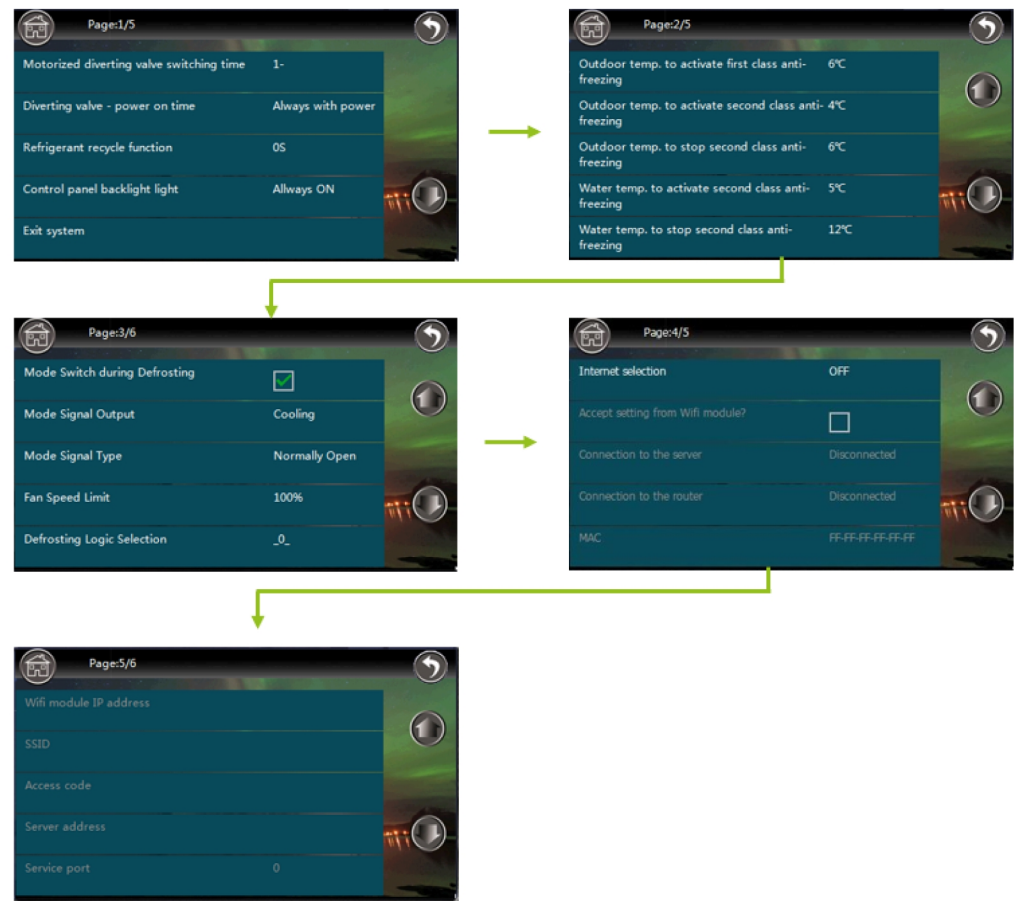 Page:1/5
Motorized diverting valve switching time 1-
Diverting valve - power on time Always with power
Refrigerant recycle function 0S
Control panel backlight light Allways ON
Exit system
Page:2/5
Outdoor temp. to activate first class anti- 6℃
freezing
Outdoor temp. to activate second class anti- 4℃
freezing
Outdoor temp. to stop second class anti- 6℃
freezing
Water temp. to activate second class anti- 5℃
freezing
Water temp. to stop second class anti- 12℃
freezing
Page:3/6
Mode Switch during Defrosting
Mode Signal Output Cooling
Mode Signal Type Normally Open
Fan Speed Limit 100%
Defrosting Logic Selection _0_
Page:4/5
Internet selection OFF
Accept setting from Wifi module?
Connection to the server Disconnected
Connection to the router Disconnected
MAC FF-FF-FF-FF-FF-FF
Page:5/6
Wifi module IP address
SSID
Access code
Server address
Service port 0